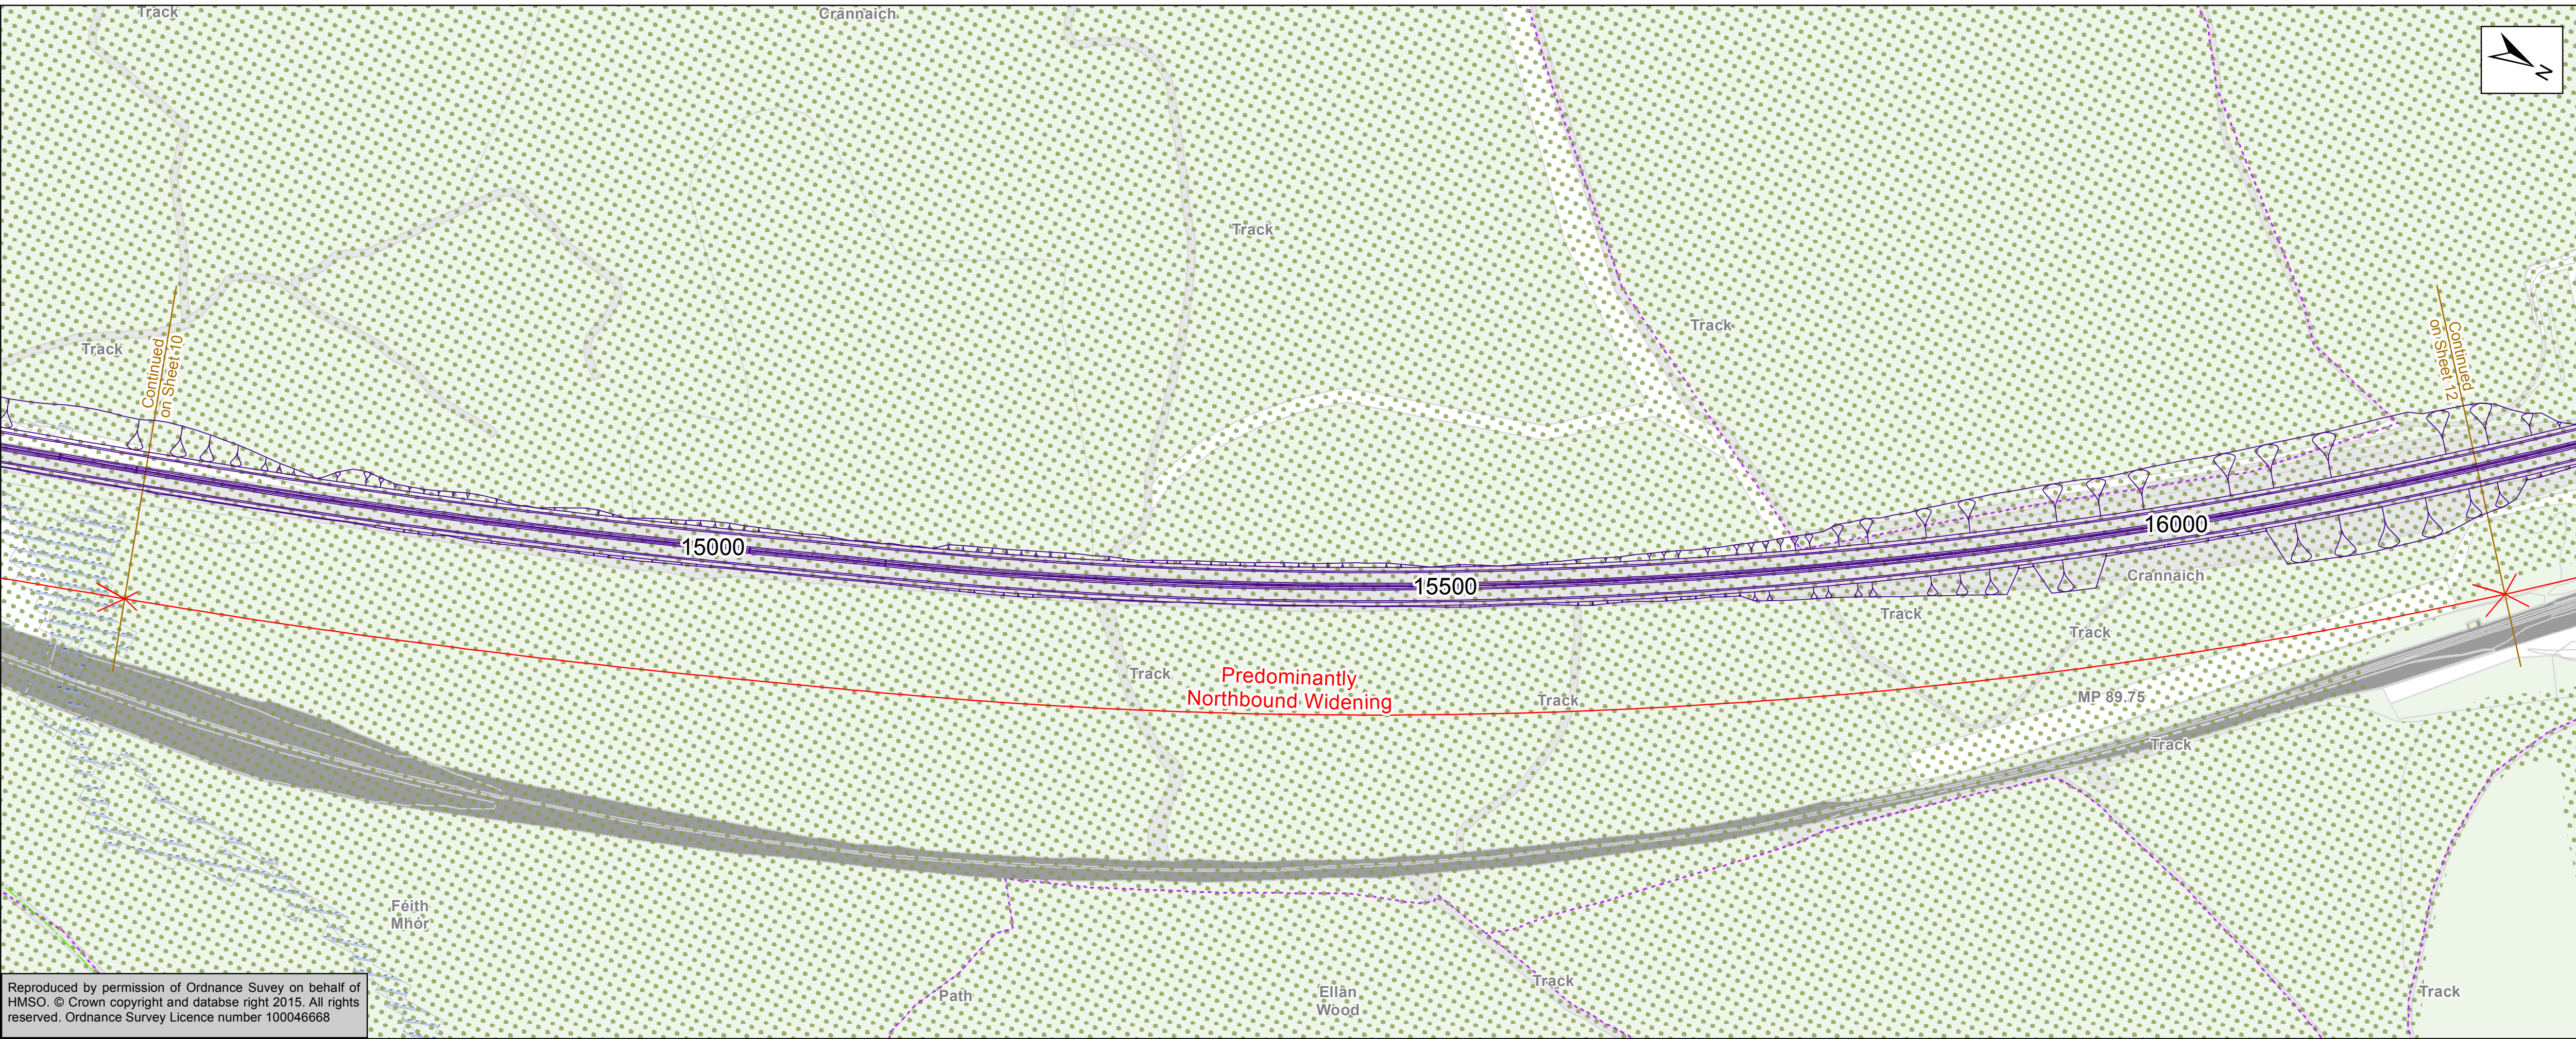 Track
Crannaich
N
Track
Track
Track
Continued
on Sheet 10
Continued
on Sheet 12
15000
15500
16000
Crannaich
Track
Track
Track
Predominantly
Northbound Widening
Track
MP 89.75
Track
Féith
Mhór
Path
Ellan
Wood
Track
Track
Reproduced by permission of Ordnance Suvey on behalf of
HMSO. © Crown copyright and databse right 2015. All rights
reserved. Ordnance Survey Licence number 100046668